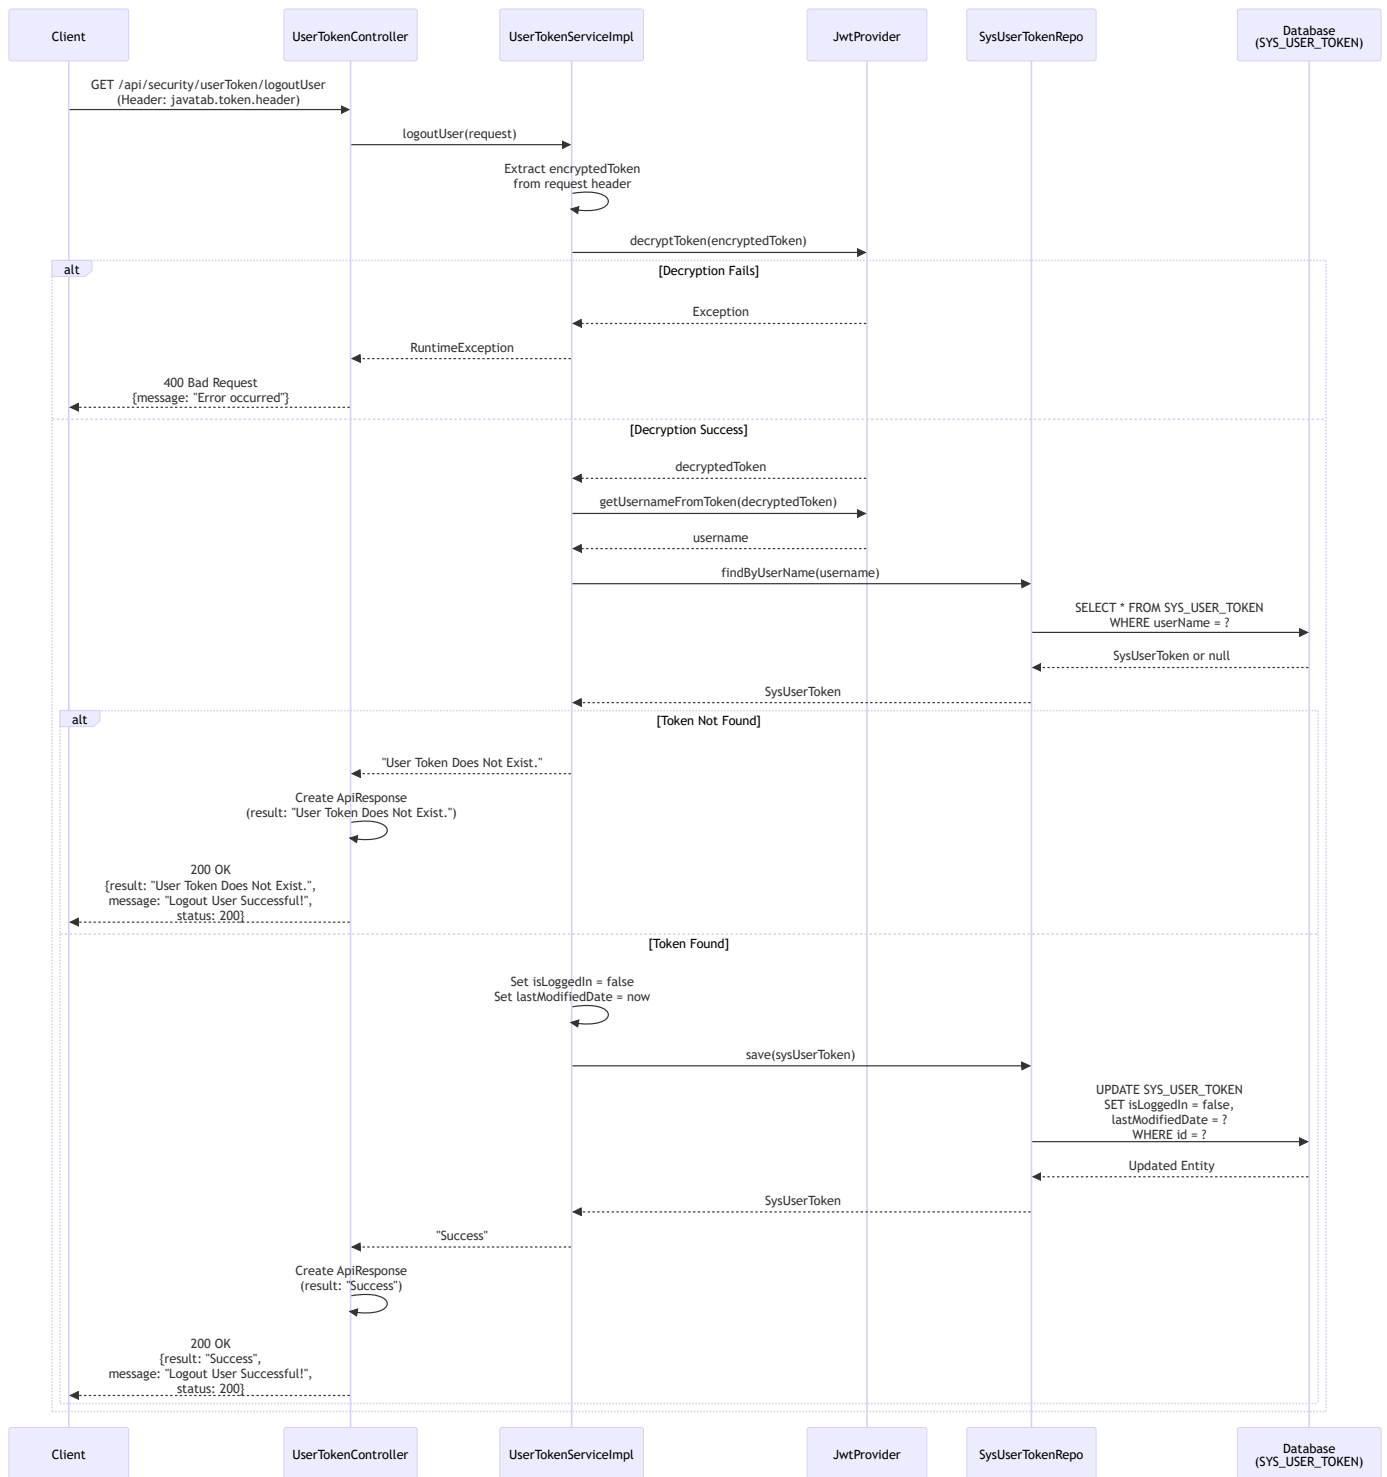 Client
UserTokenController
UserTokenServiceImpl
JwtProvider
SysUserTokenRepo
Database
(SYS_USER_TOKEN)
GET /api/security/userToken/logoutUser
(Header: javatab.token.header)
logoutUser(request)
Extract encryptedToken
from request header
decryptToken(encryptedToken)
alt
[Decryption Fails]
Exception
RuntimeException
400 Bad Request
{message: "Error occurred"}
[Decryption Success]
decryptedToken
getUsernameFromToken(decryptedToken)
username
findByUserName(username)
SELECT * FROM SYS_USER_TOKEN
WHERE userName = ?
SysUserToken or null
SysUserToken
alt
[Token Not Found]
"User Token Does Not Exist."
Create ApiResponse
(result: "User Token Does Not Exist.")
200 OK
{result: "User Token Does Not Exist.",
message: "Logout User Successful!",
status: 200}
[Token Found]
Set isLoggedIn = false
Set lastModifiedDate = now
save(sysUserToken)
UPDATE SYS_USER_TOKEN
SET isLoggedIn = false,
lastModifiedDate = ?
WHERE id = ?
Updated Entity
SysUserToken
"Success"
Create ApiResponse
(result: "Success")
200 OK
{result: "Success",
message: "Logout User Successful!",
status: 200}
Client
UserTokenController
UserTokenServiceImpl
JwtProvider
SysUserTokenRepo
Database
(SYS_USER_TOKEN)